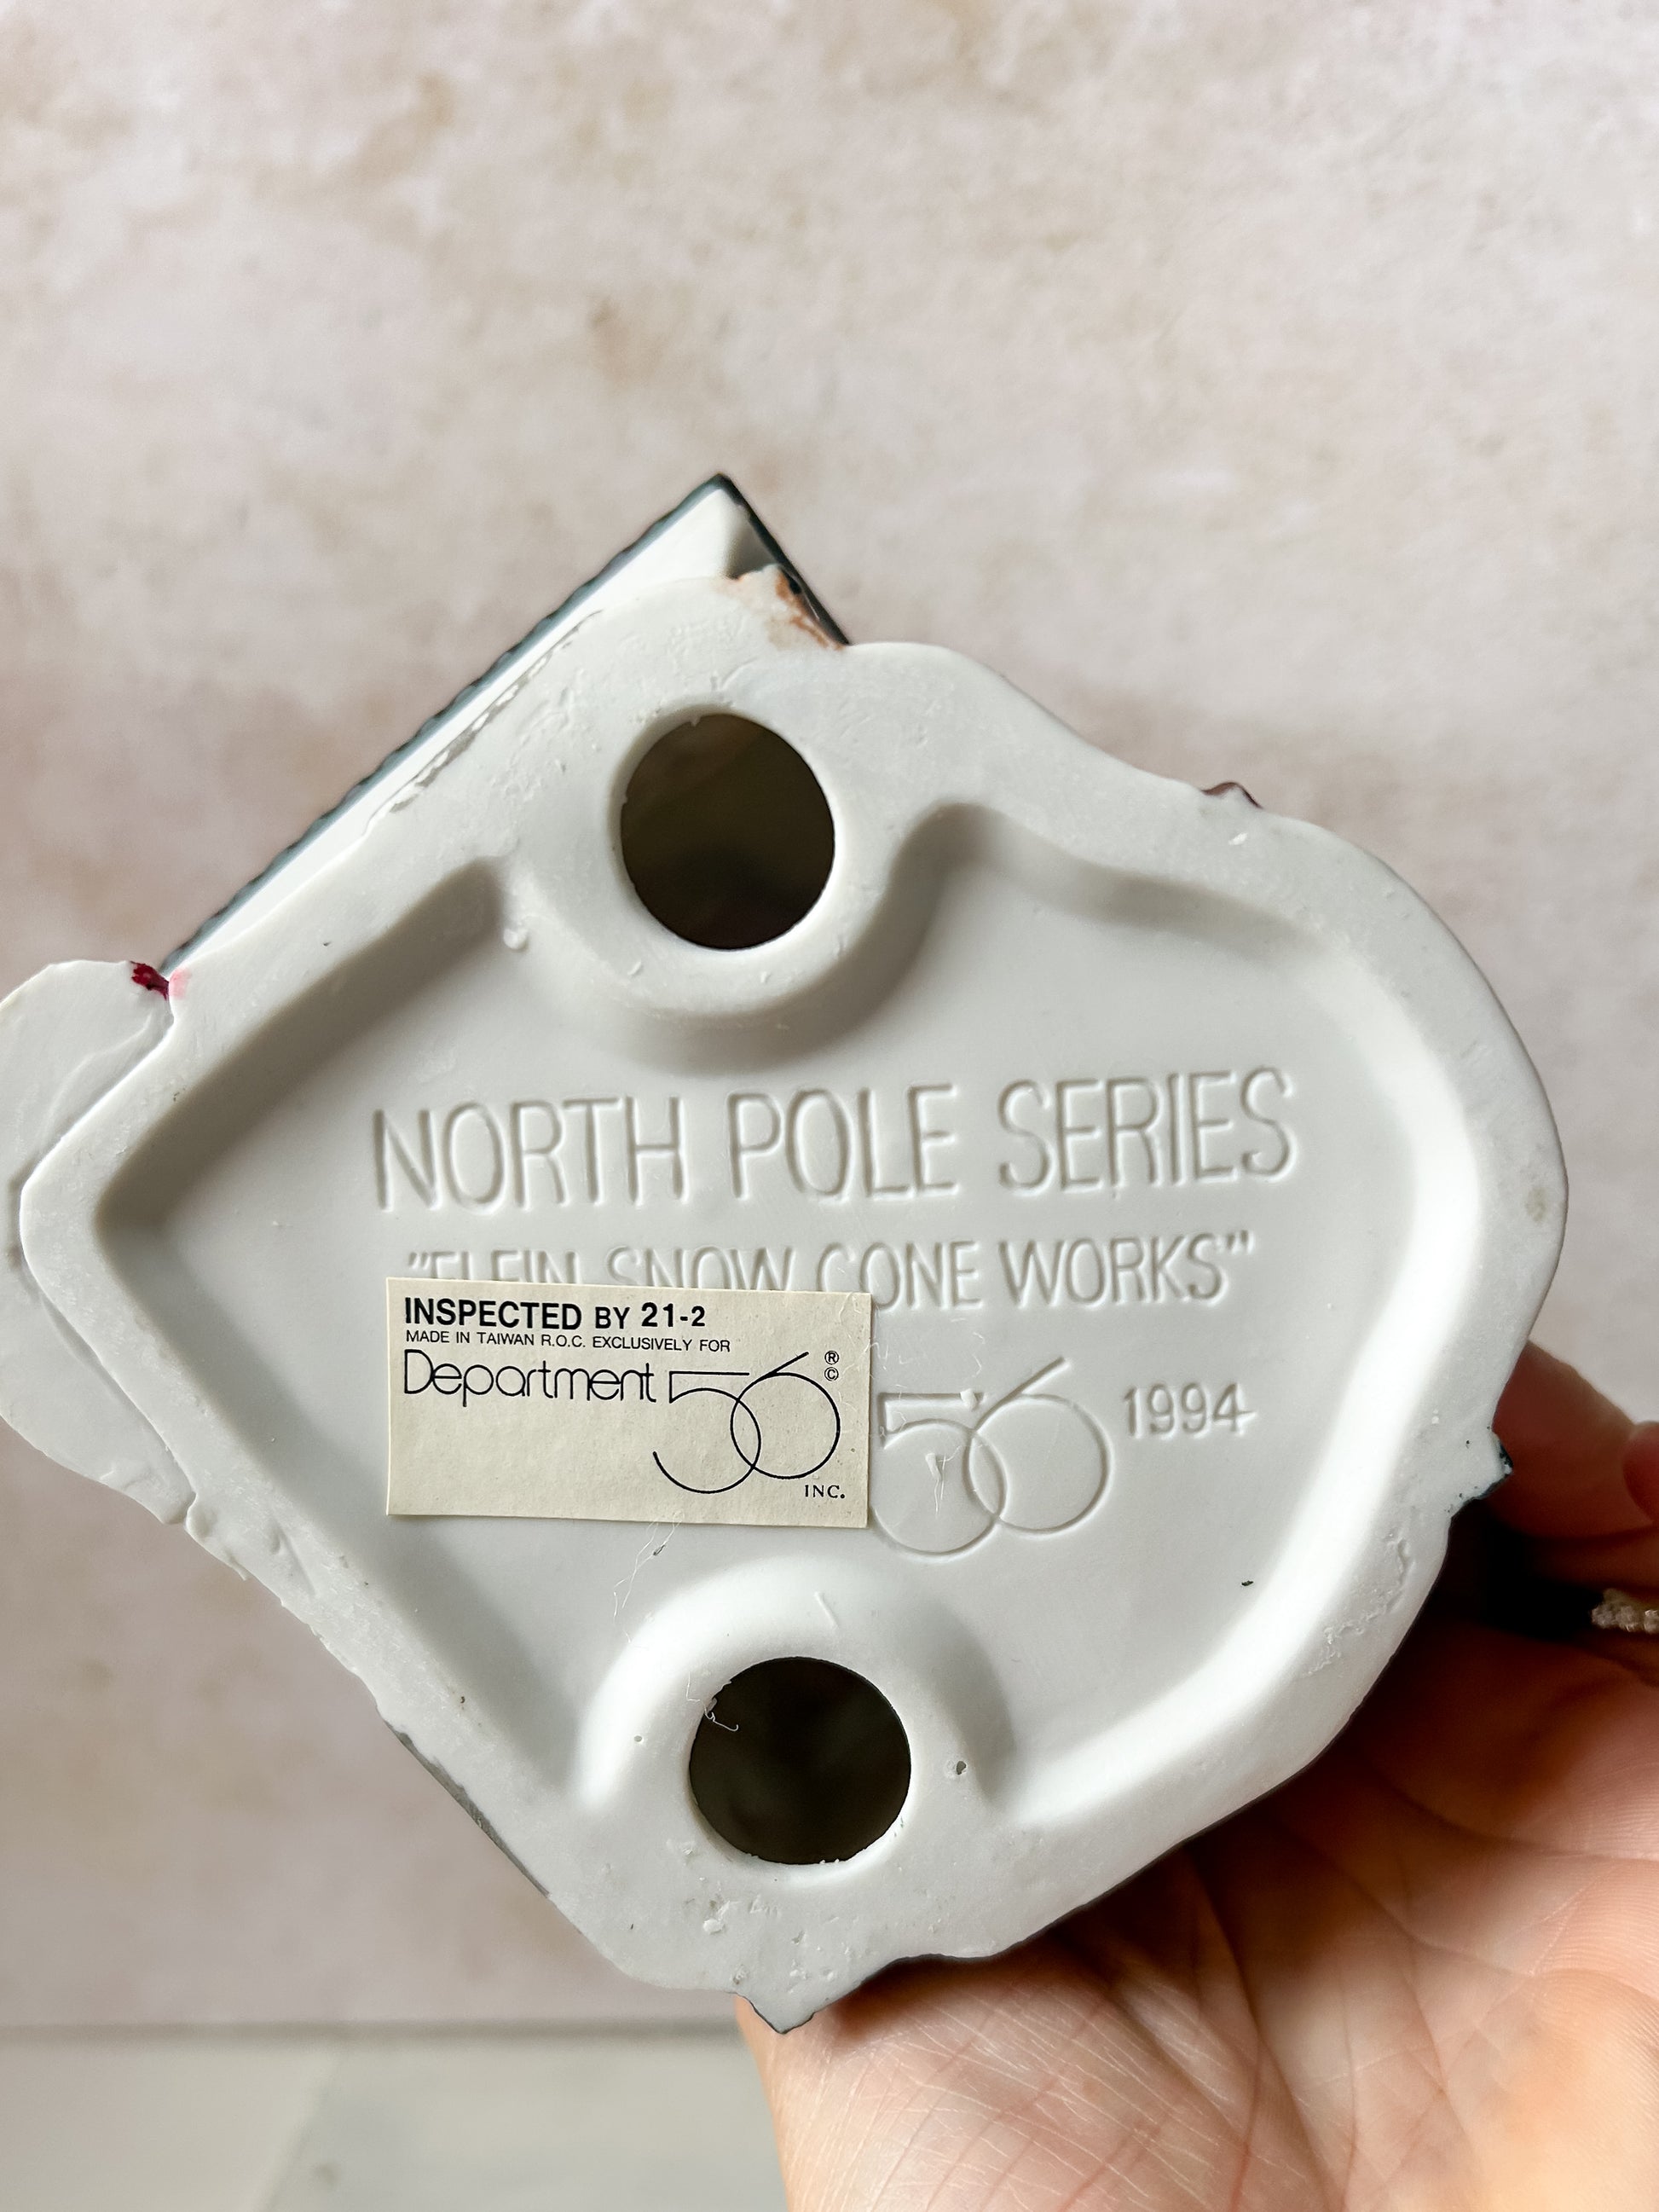 NORTH POLE SERIES
"ELFIN SNOW CONE WORKS"
INSPECTED BY 21-2
MADE IN TAIWAN R.O.C. EXCLUSIVELY FOR
Department 56 ® ©
INC.
56 1994